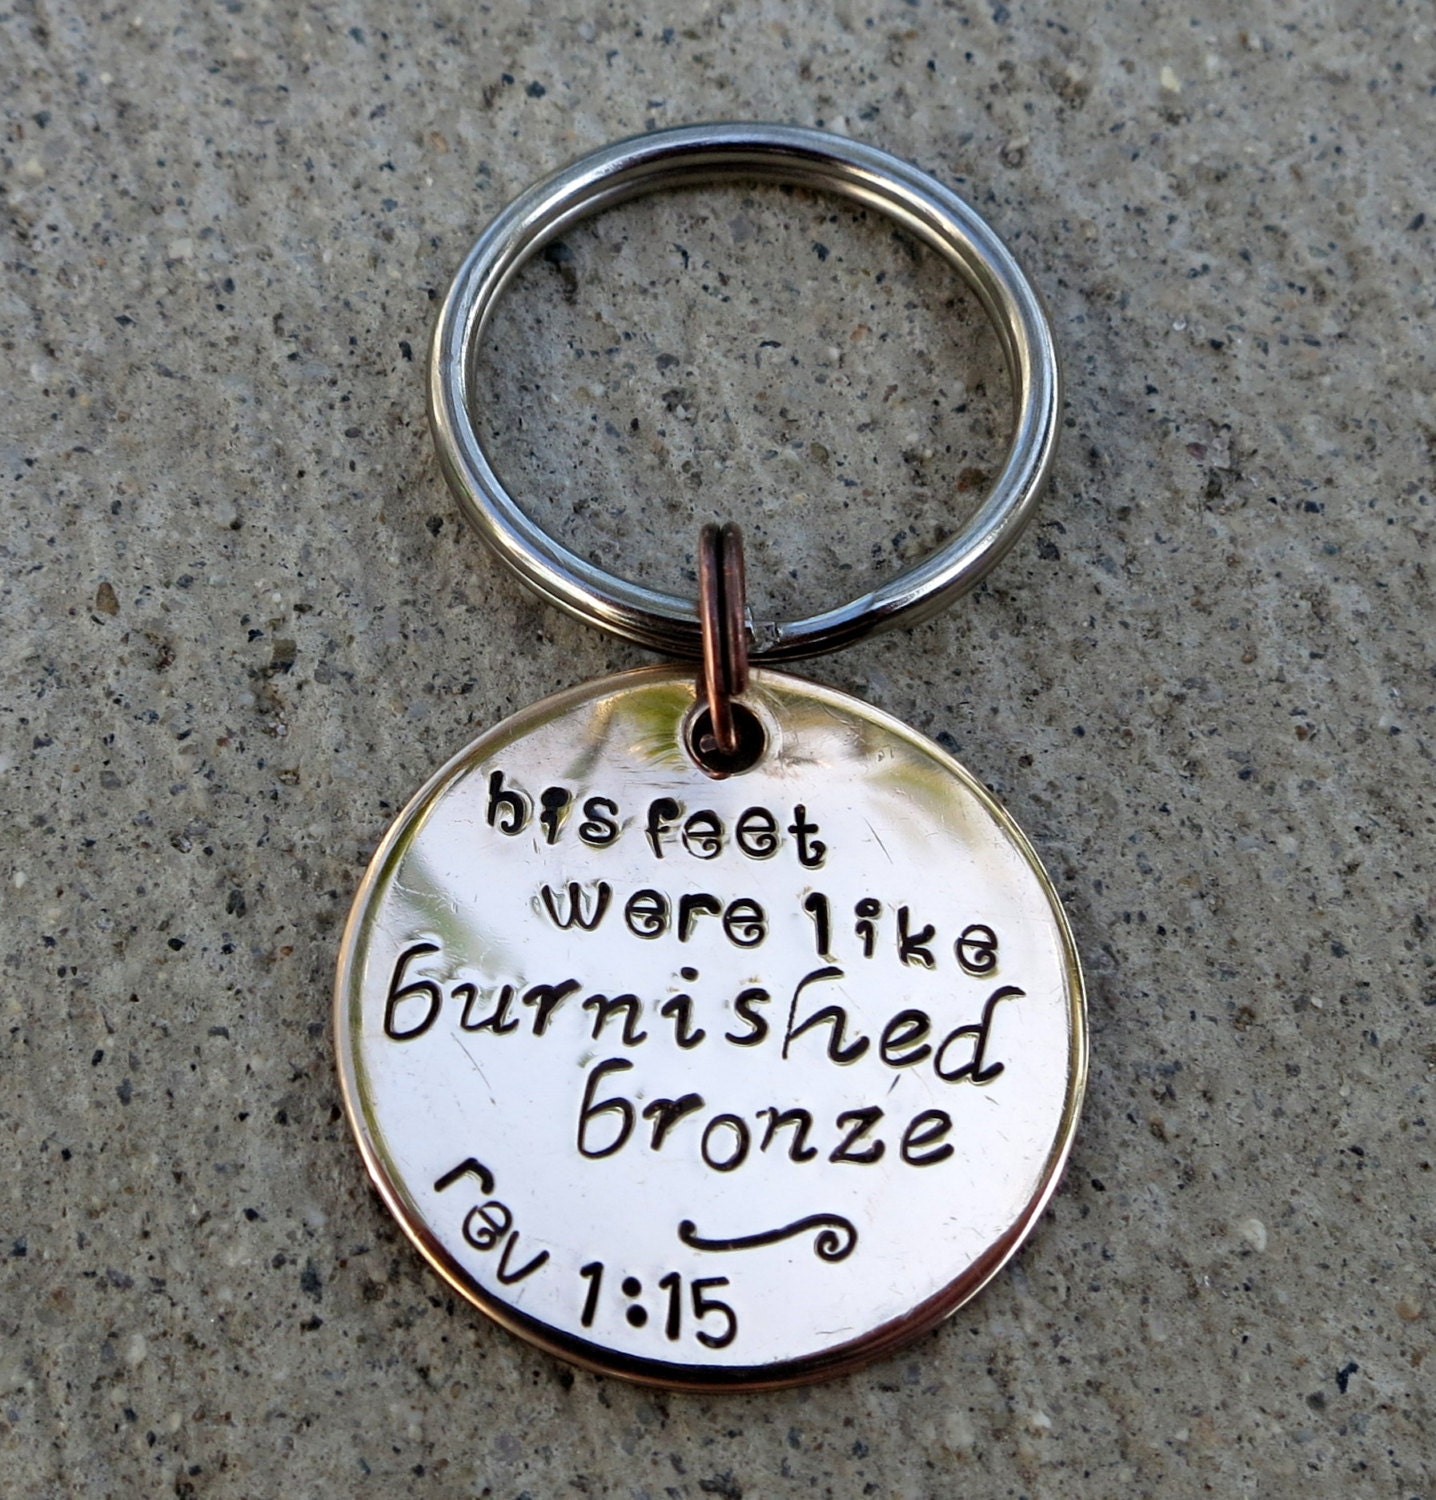 his feet
were like
burnished
bronze
rev 1:15